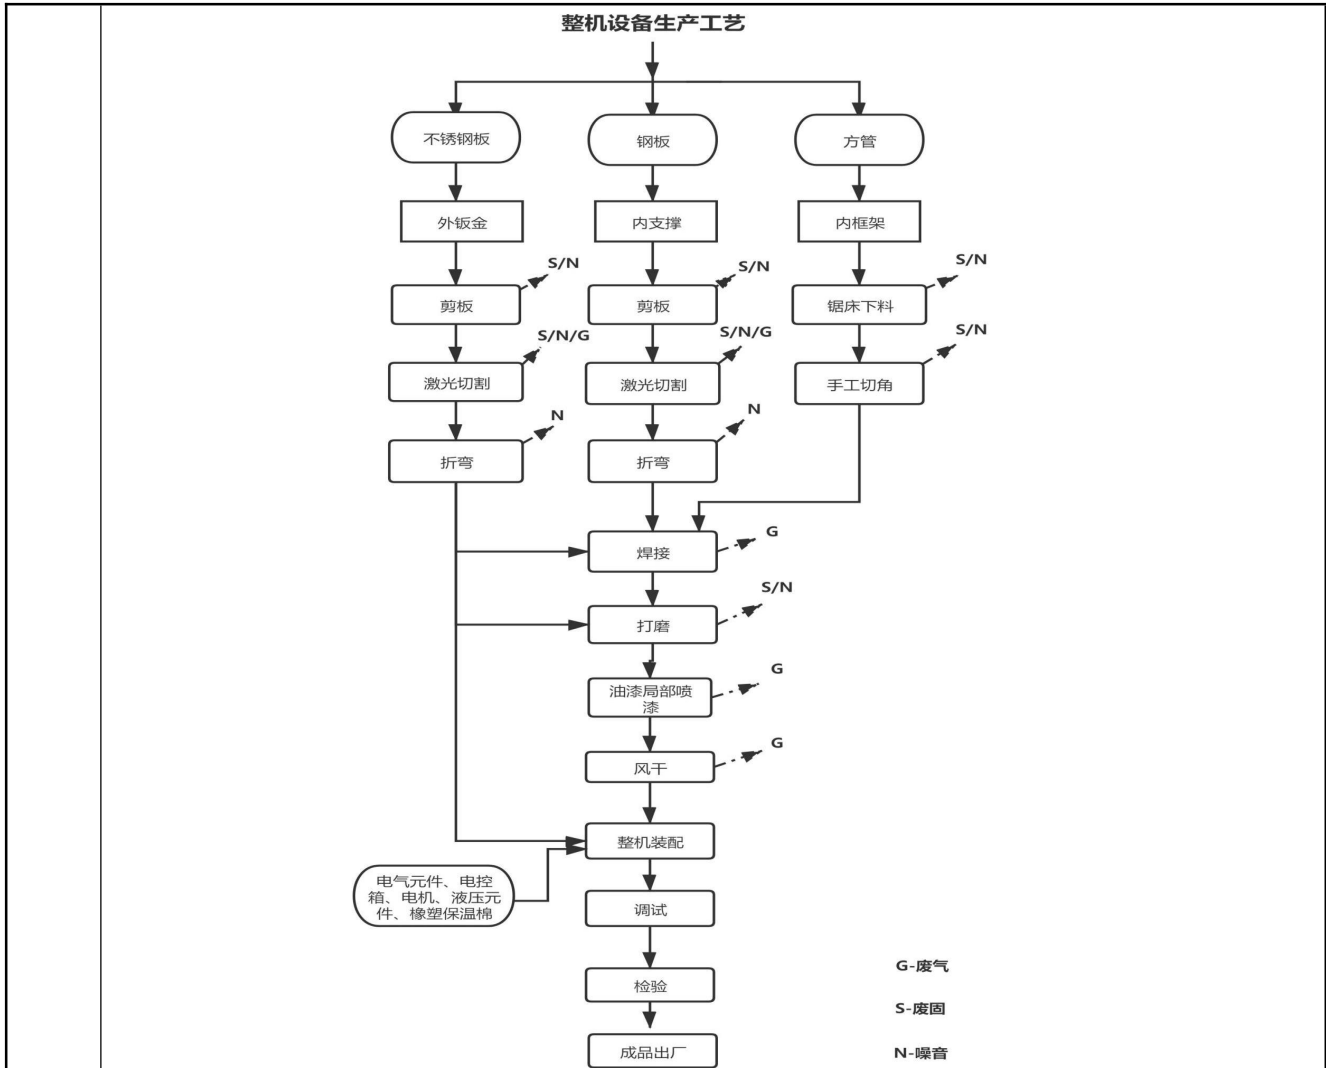 整机设备生产工艺
不锈钢板
钢板
方管
外钣金
内支撑
内框架
S/N
S/N
S/N
剪板
剪板
锯床下料
S/N/G
S/N/G
S/N
激光切割
激光切割
手工切角
N
N
折弯
折弯
焊接
G
S/N
打磨
G
油漆局部喷
漆
G
风干
整机装配
电气元件、电控
箱、电机、液压元
件、橡塑保温棉
调试
G-废气
检验
S-废固
成品出厂
N-噪音